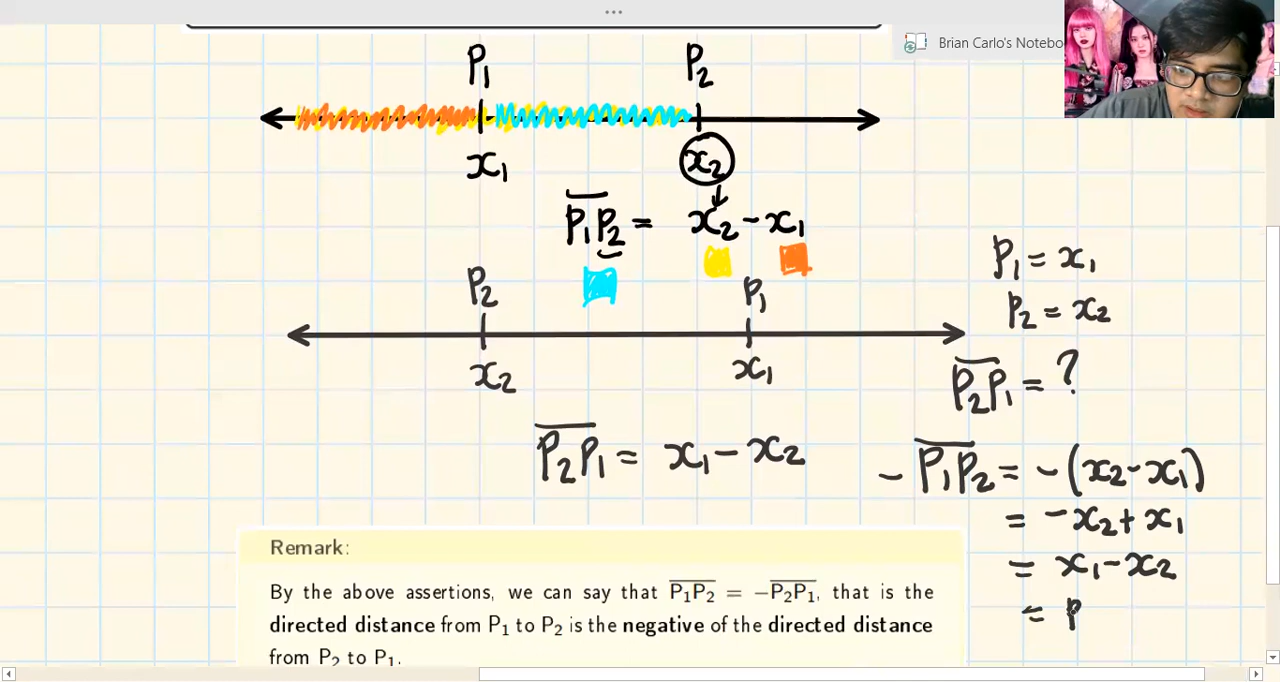 Brian Carlo's Notebo
P₁ P₂
x₁ x₂
P₁P₂ = x₂ - x₁
P₂ P₁
x₂ x₁
P₂P₁ = x₁ - x₂
P₁ = x₁
P₂ = x₂
P₂P₁ = ?
- P₁P₂ = - (x₂ - x₁)
= - x₂ + x₁
= x₁ - x₂
= P
Remark:
By the above assertions, we can say that P₁P₂ = −P₂P₁, that is the
directed distance from P₁ to P₂ is the negative of the directed distance
from P₂ to P₁.